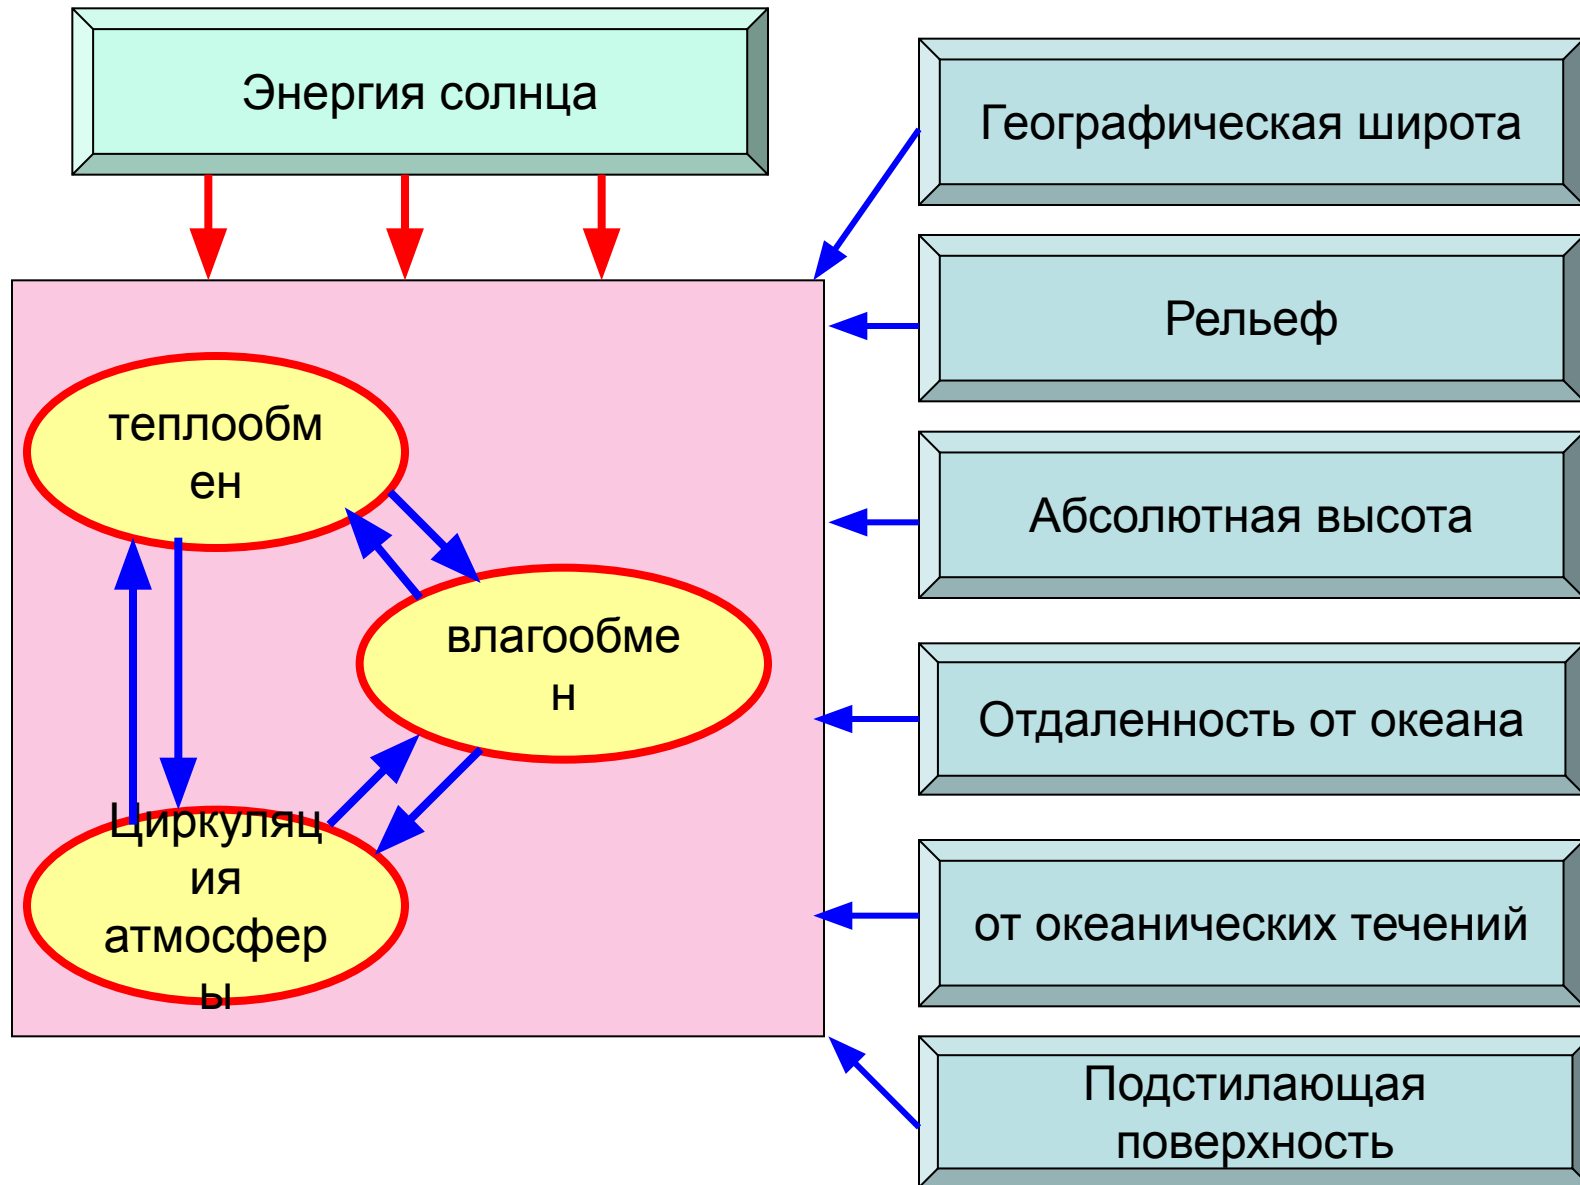 Энергия солнца
Географическая широта
Рельеф
теплообм
ен
Абсолютная высота
влагообме
н
Отдаленность от океана
Циркуляц
ия
атмосфер
ы
от океанических течений
Подстилающая
поверхность